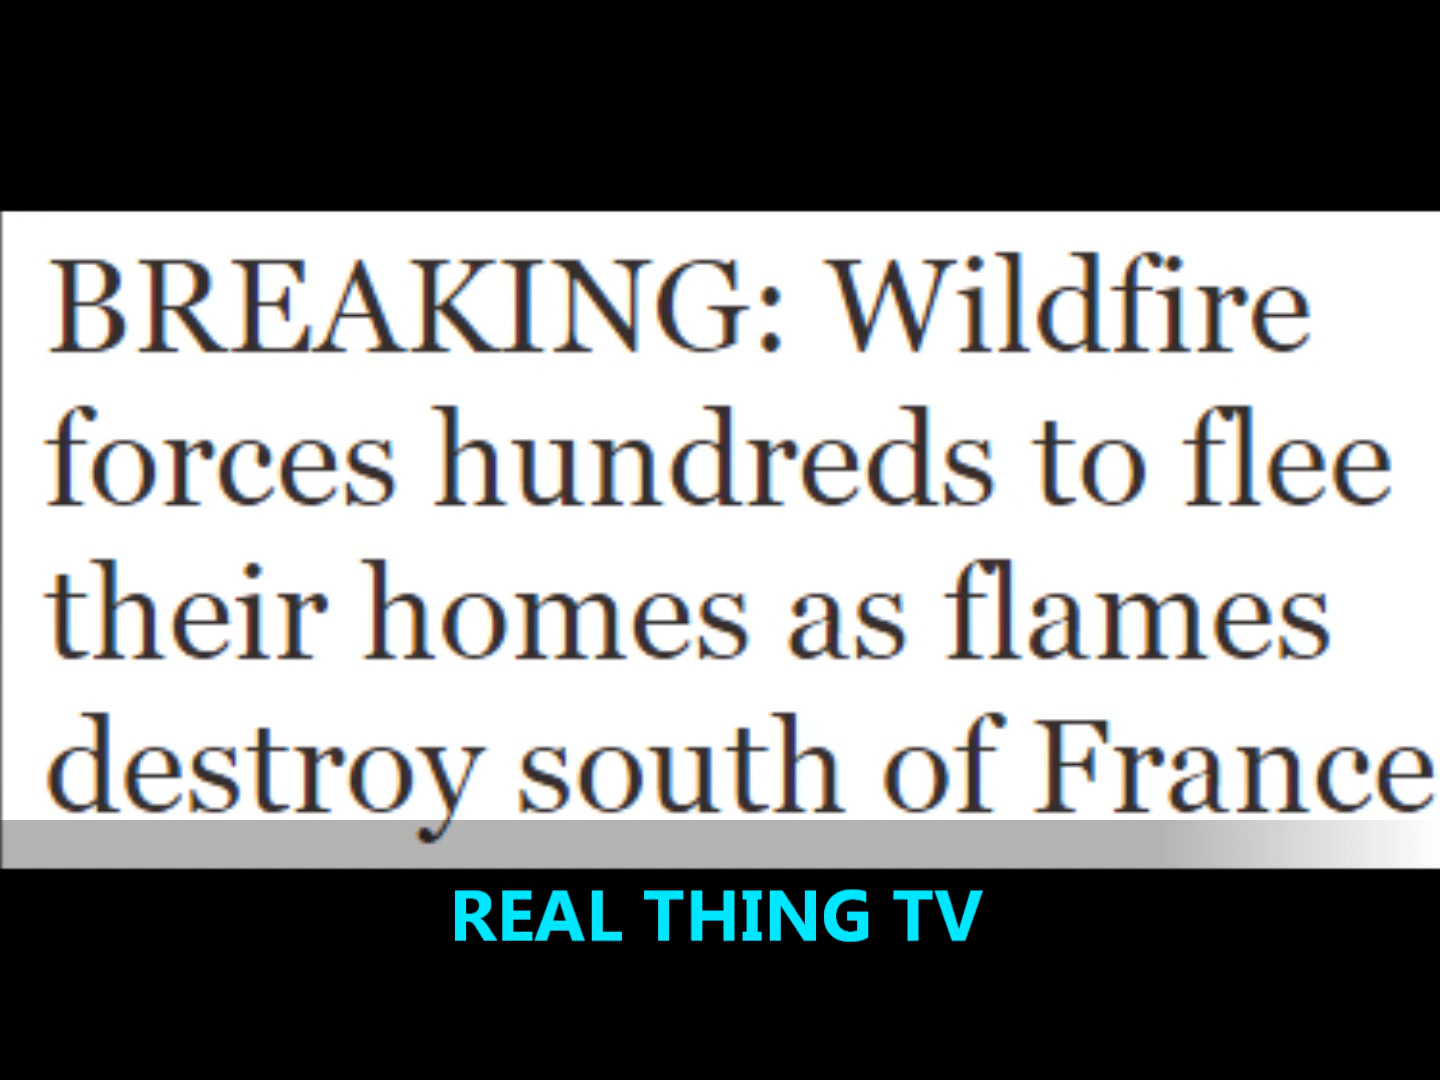 BREAKING: Wildfire
forces hundreds to flee
their homes as flames
destroy south of France
REAL THING TV